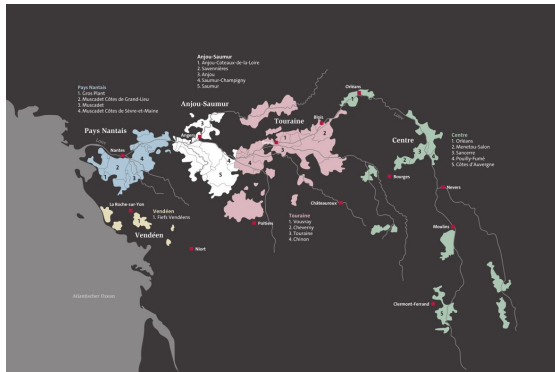 Anjou-Saumur
1. Anjou-Coteaux-de-la-Loire
2. Savennières
3. Anjou
4. Saumur-Champigny
5. Saumur
Pays Nantais
1. Gros Plant
2. Muscadet Côtes de Grand-Lieu
3. Muscadet
4. Muscadet Côtes de Sèvre-et-Maine
Orléans
Anjou-Saumur
Touraine
Blois
Pays Nantais
Angers
Centre
Centre
1. Orléans
2. Menetou-Salon
3. Sancerre
4. Pouilly-Fumé
5. Côtes d'Auvergne
Nantes
Bourges
Nevers
La Roche-sur-Yon
Châteauroux
Vendéen
1. Fiefs Vendéens
Vendéen
Poitiers
Touraine
1. Vouvray
2. Cheverny
3. Touraine
4. Chinon
Moulins
Niort
Atlantischer Ozean
Clermont-Ferrand